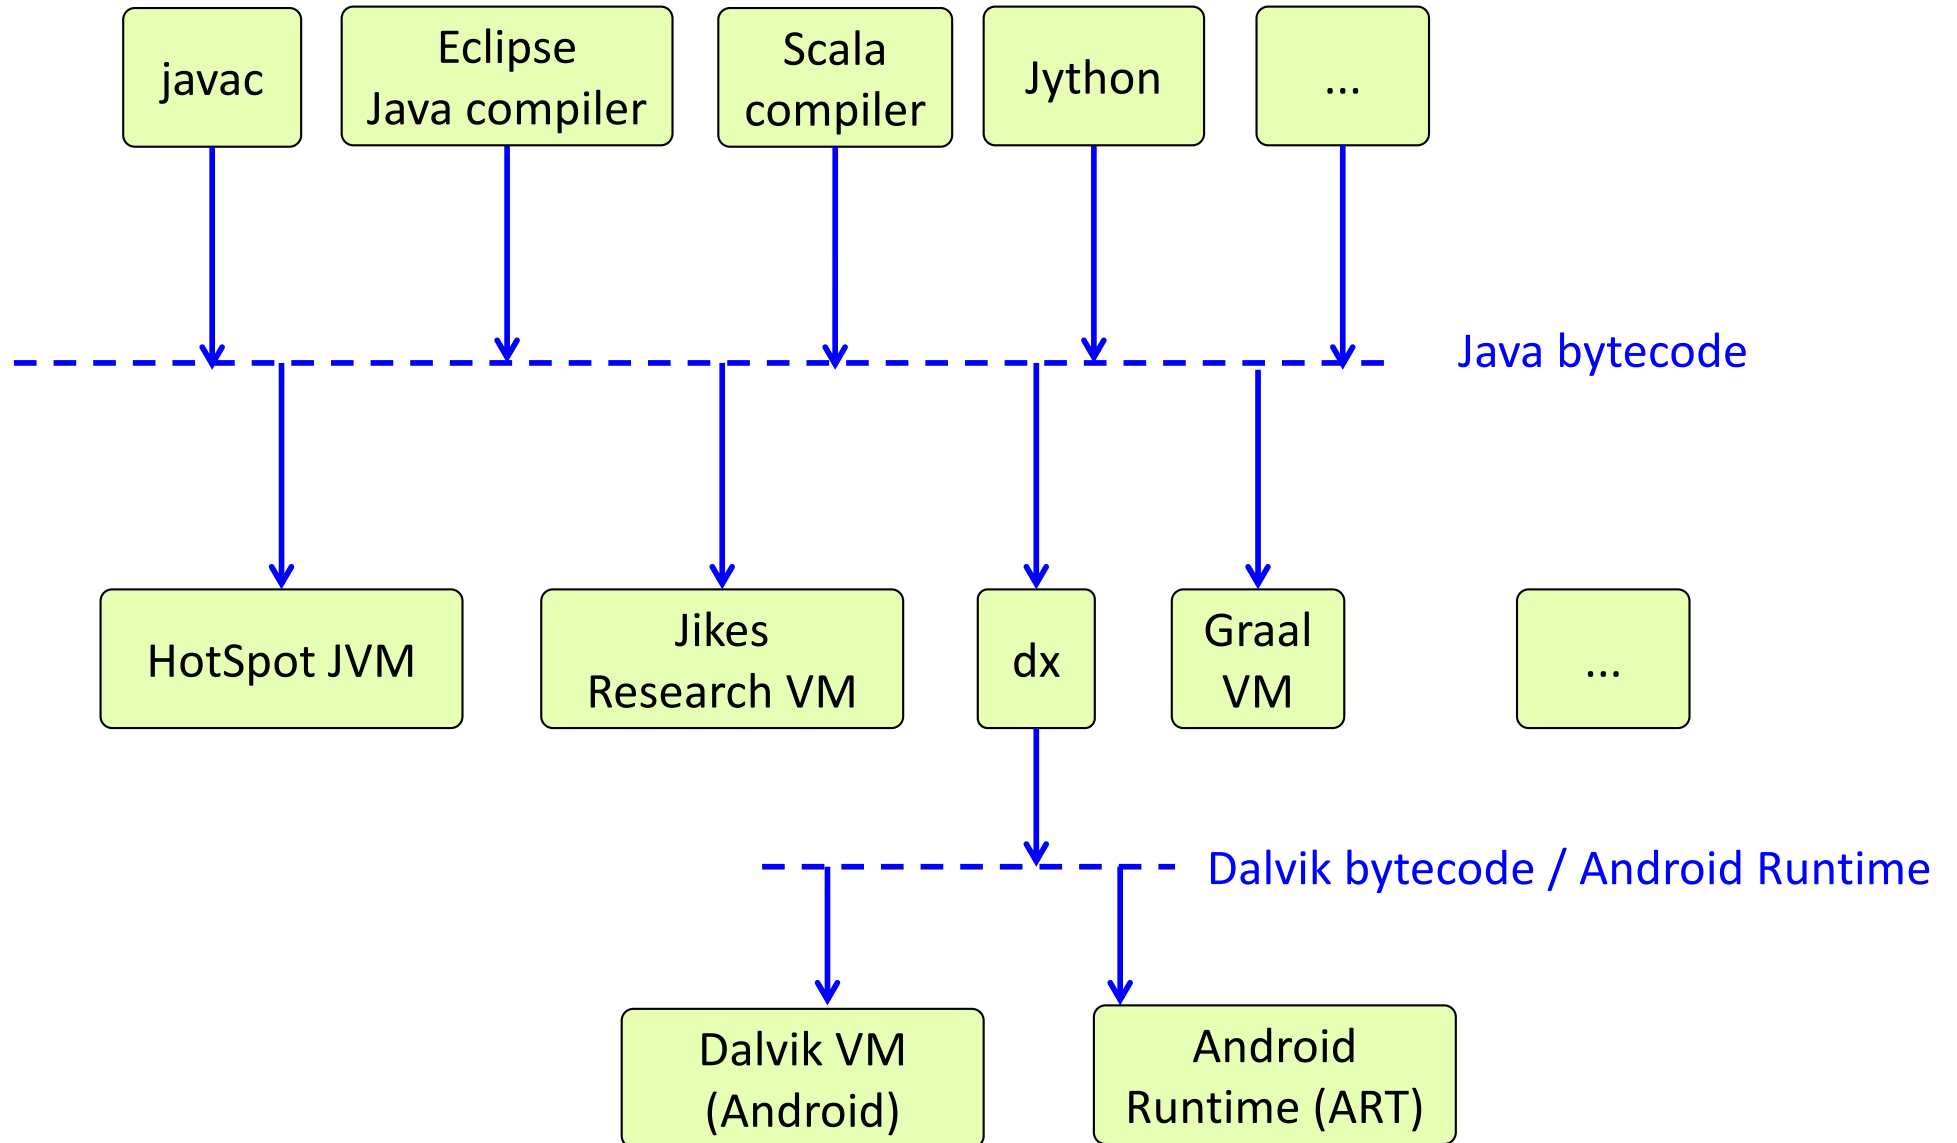 javac
Eclipse
Java compiler
Scala
compiler
Jython
...
Java bytecode
HotSpot JVM
Jikes
Research VM
dx
Graal
VM
...
Dalvik bytecode / Android Runtime
Dalvik VM
(Android)
Android
Runtime (ART)